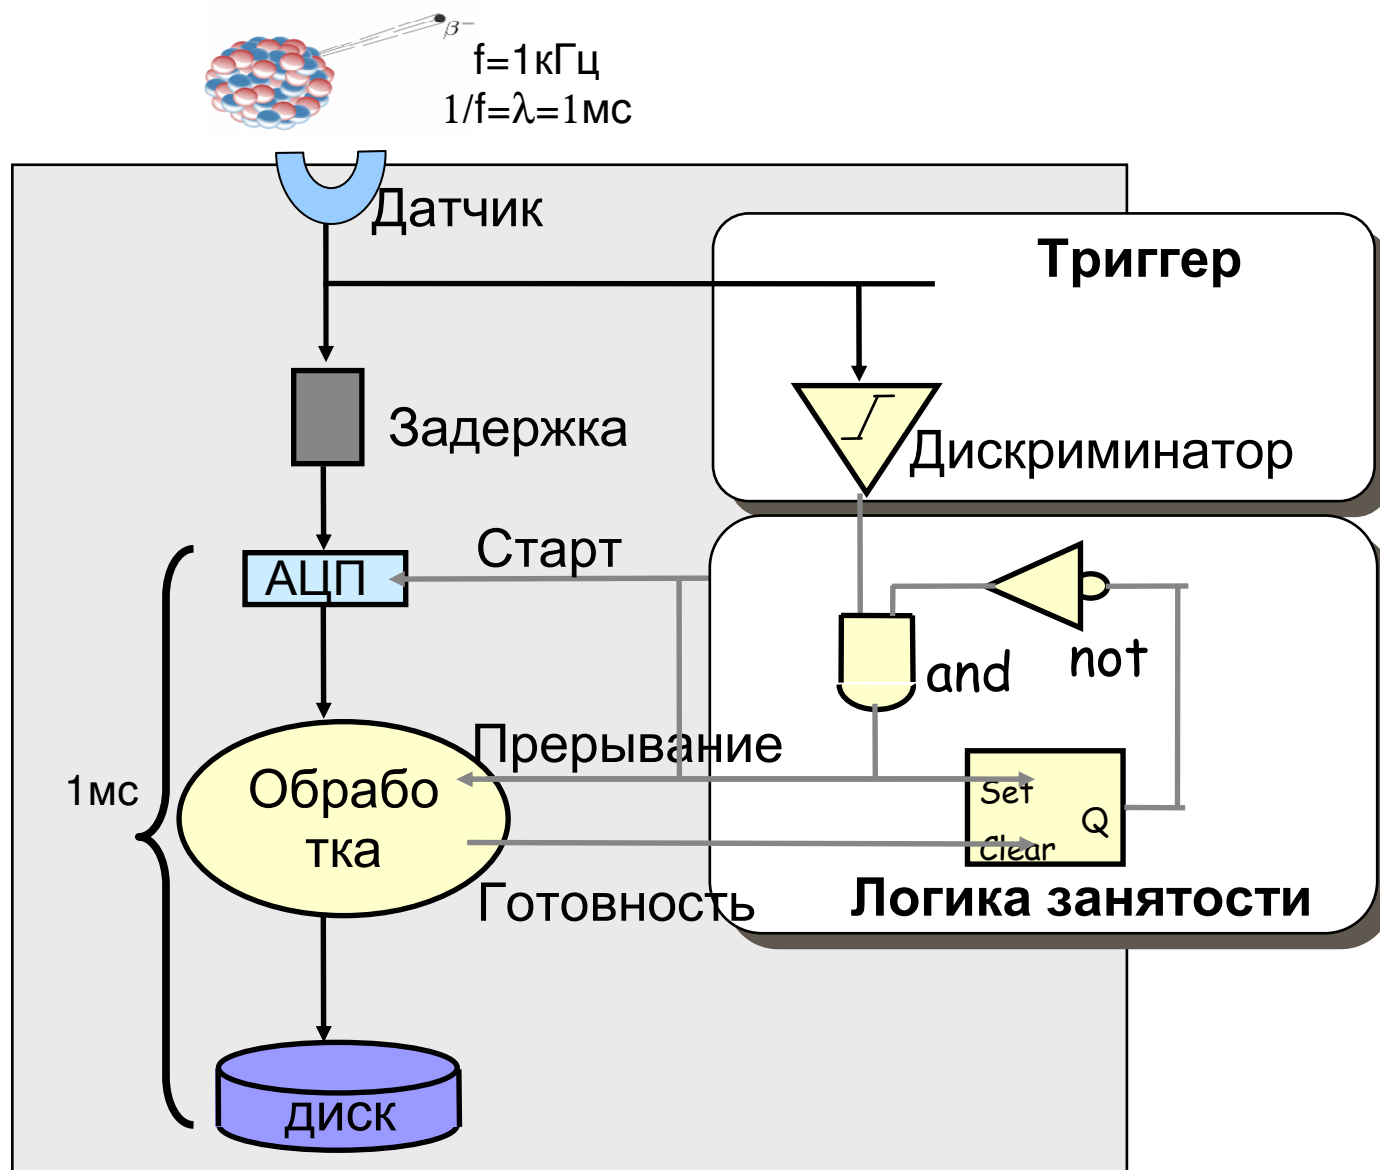 β⁻
f=1кГц
1/f=λ=1мс
Датчик
Триггер
Задержка
Дискриминатор
Старт
АЦП
and
not
Прерывание
1мс
Обрабо
тка
Set
Q
Clear
Готовность
Логика занятости
диск